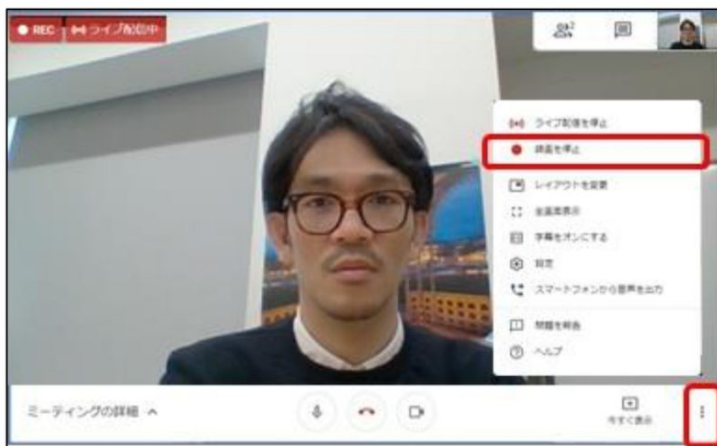 REC ライブ配信中
2
ライブ配信を停止
録画を停止
レイアウトを変更
全画面表示
字幕をオンにする
設定
スマートフォンから音声を出力
問題を報告
ヘルプ
ミーティングの詳細
今すぐ表示